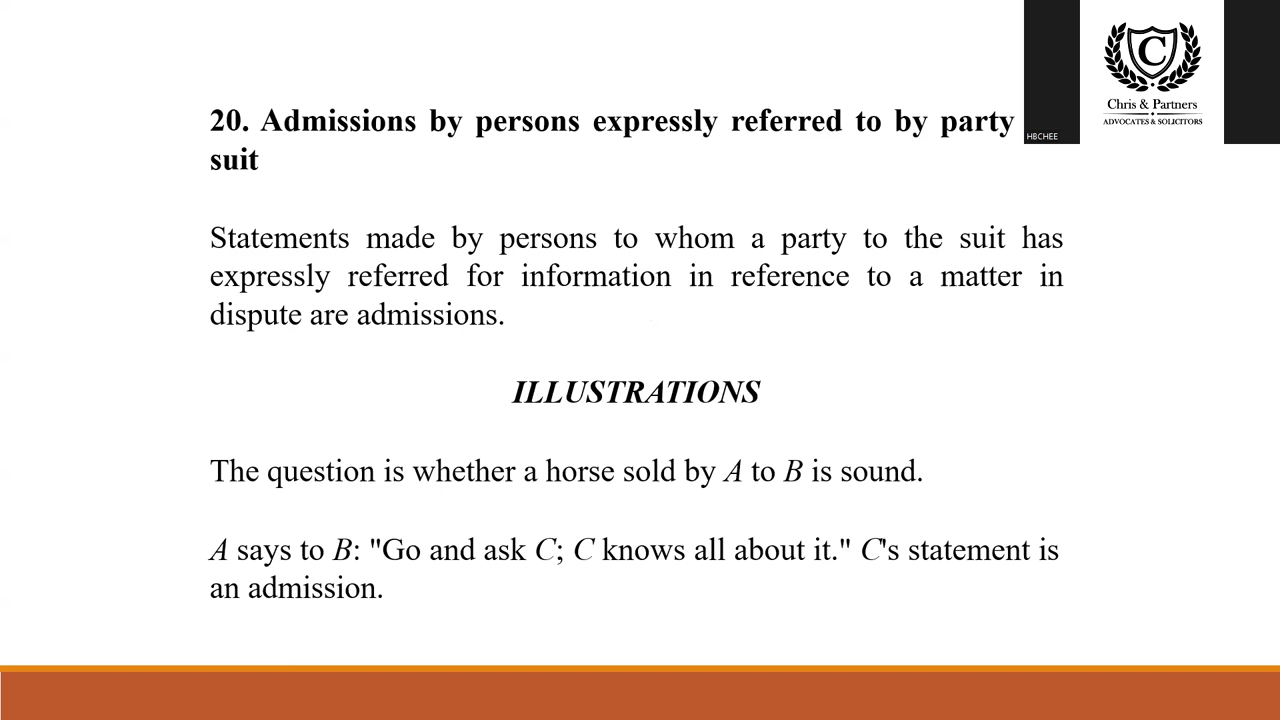 20. Admissions by persons expressly referred to by party
suit
Statements made by persons to whom a party to the suit has
expressly referred for information in reference to a matter in
dispute are admissions.
ILLUSTRATIONS
The question is whether a horse sold by A to B is sound.
A says to B: "Go and ask C; C knows all about it." C's statement is
an admission.
C
Chris & Partners
ADVOCATES & SOLICITORS
HBCHEE